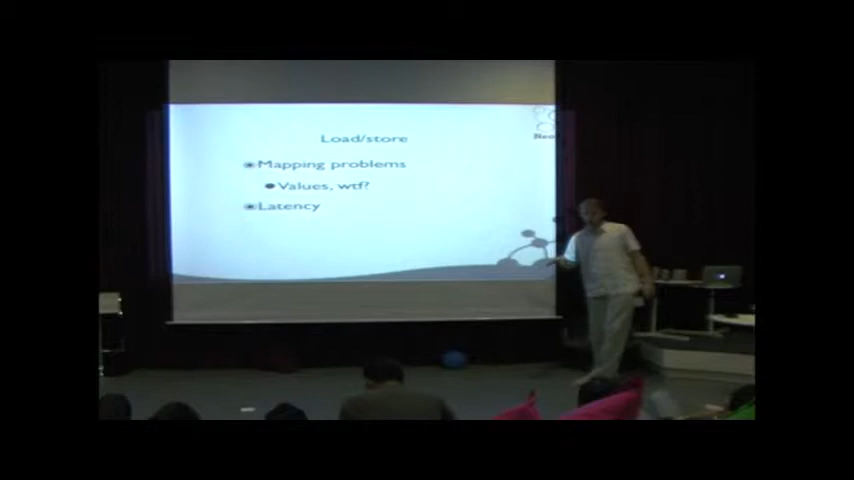 Load/store
Mapping problems
Values, wtf?
Latency